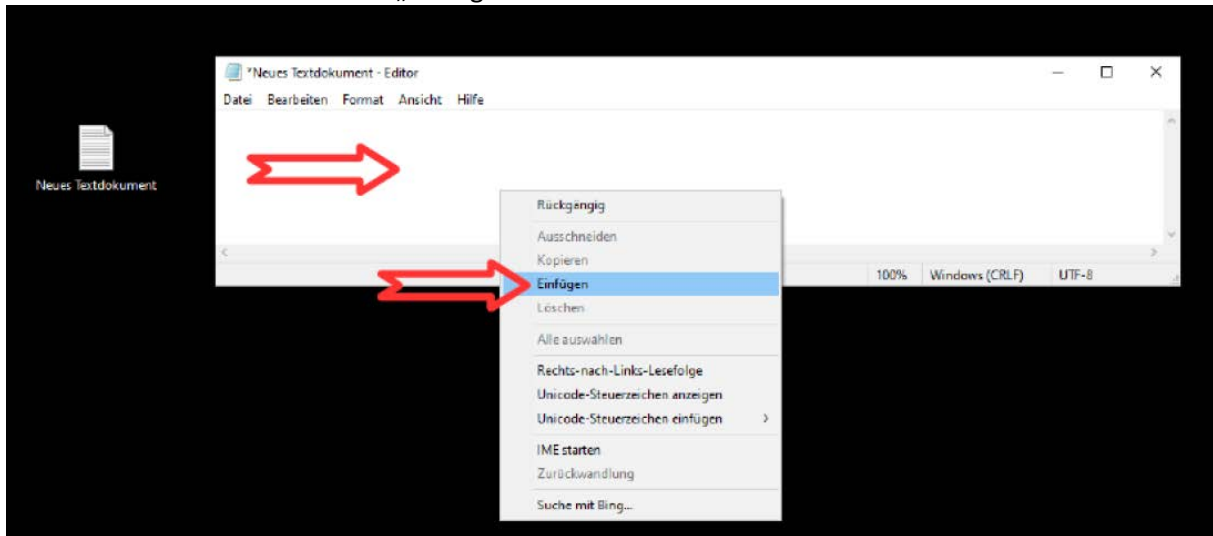 *Neues Textdokument - Editor
Datei Bearbeiten Format Ansicht Hilfe
Neues Textdokument
Rückgängig
Ausschneiden
Kopieren
Einfügen
Löschen
Alle auswählen
Rechts-nach-Links-Lesefolge
Unicode-Steuerzeichen anzeigen
Unicode-Steuerzeichen einfügen
IME starten
Zurückwandlung
Suche mit Bing...
100% Windows (CRLF) UTF-8